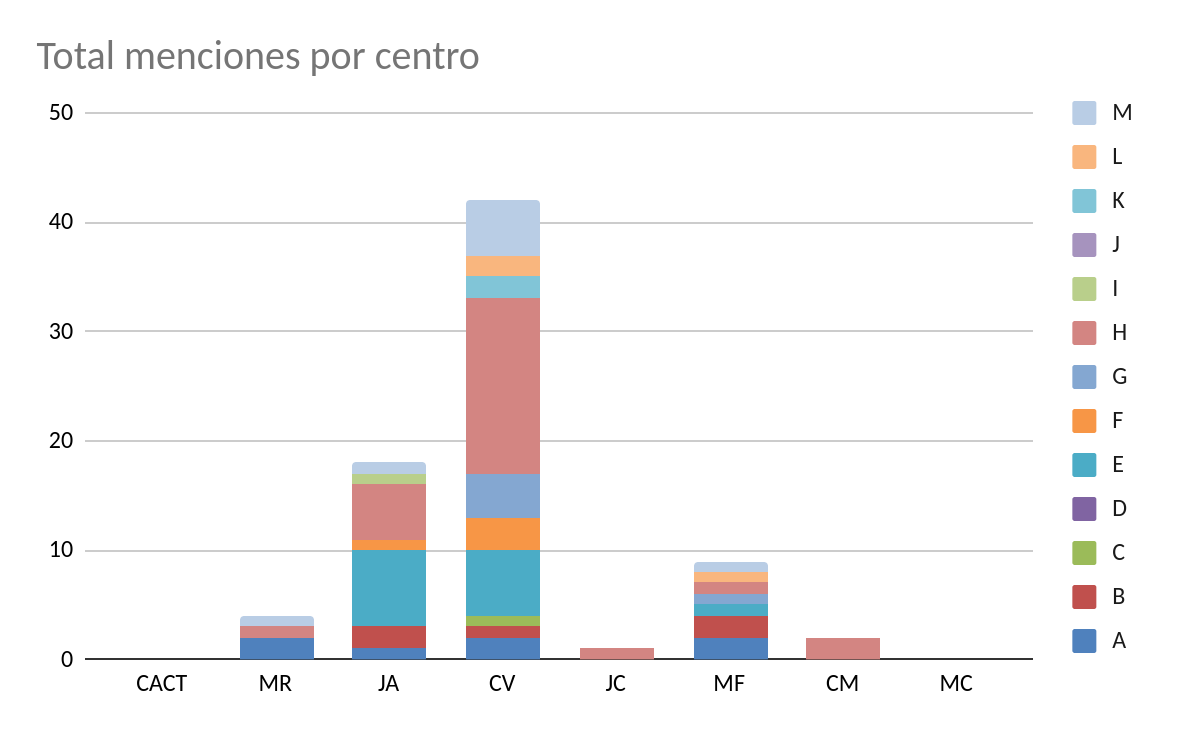 Total menciones por centro
50
40
30
20
10
0
CACT MR JA CV JC MF CM MC
M
L
K
J
I
H
G
F
E
D
C
B
A